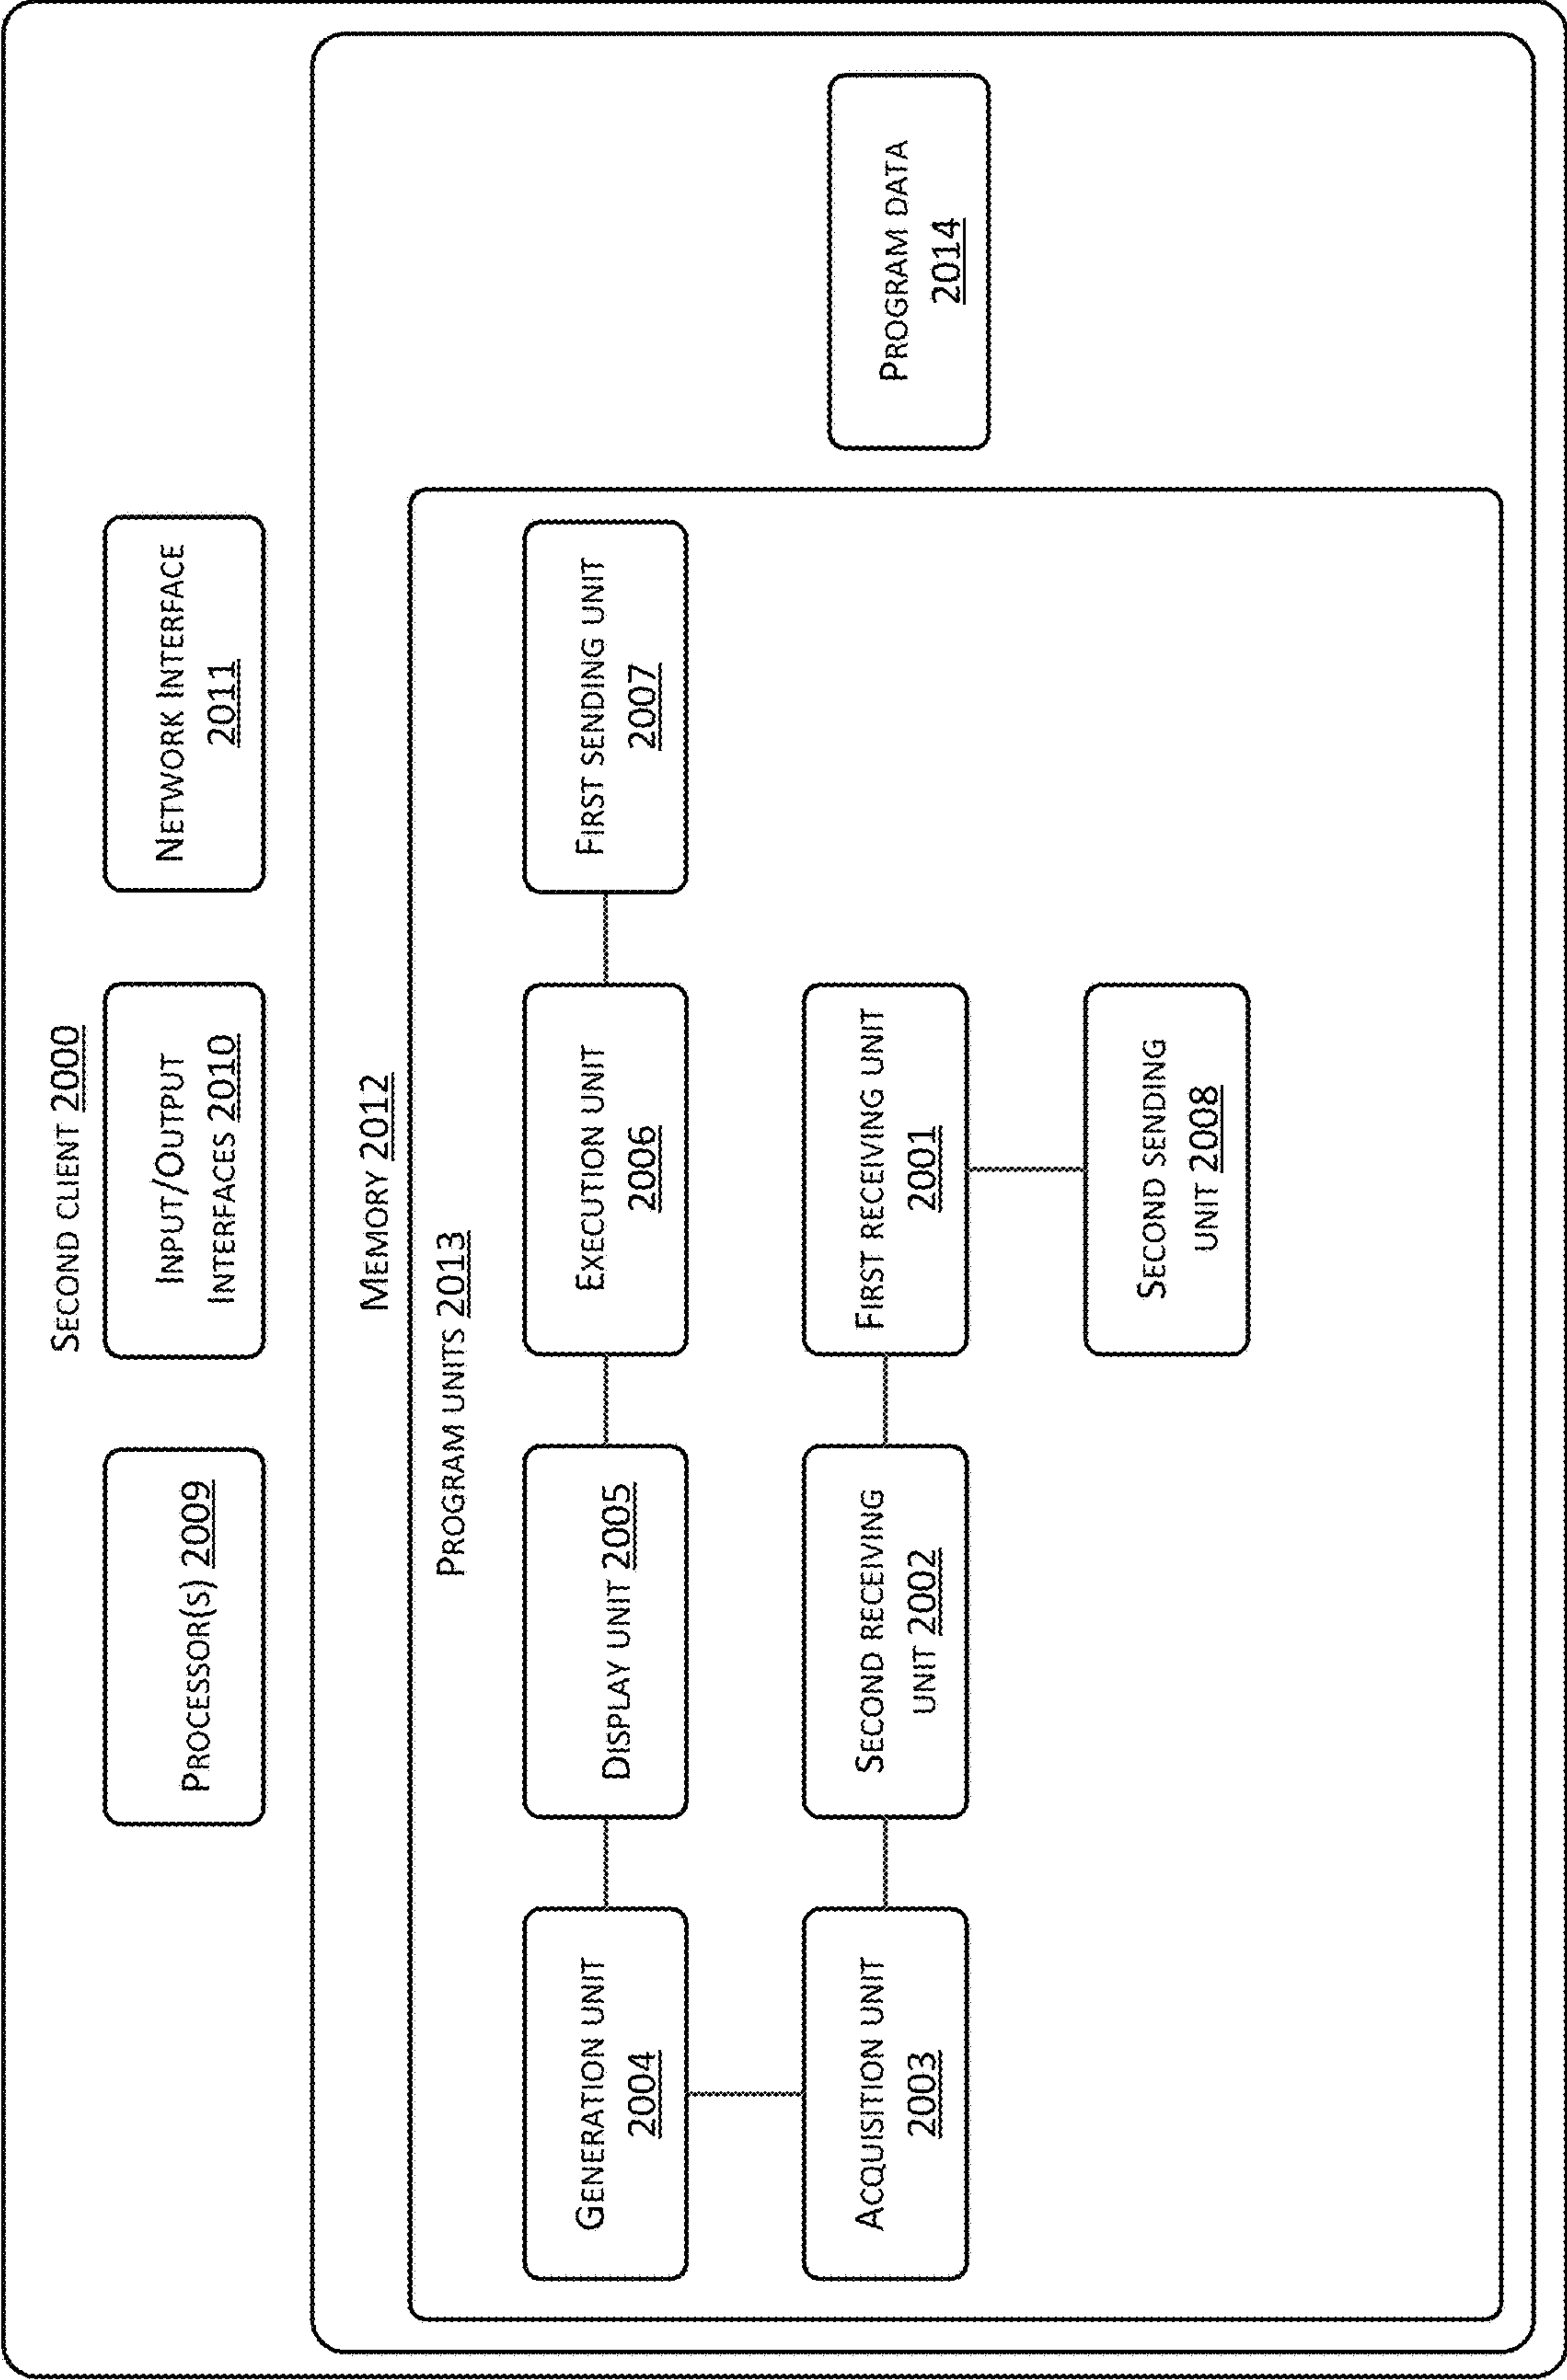 SECOND CLIENT 2000
PROCESSOR(S) 2009
INPUT/OUTPUT
INTERFACES 2010
NETWORK INTERFACE
2011
MEMORY 2012
PROGRAM UNITS 2013
GENERATION UNIT
2004
DISPLAY UNIT 2005
EXECUTION UNIT
2006
FIRST SENDING UNIT
2007
ACQUISITION UNIT
2003
SECOND RECEIVING
UNIT 2002
FIRST RECEIVING UNIT
2001
SECOND SENDING
UNIT 2008
PROGRAM DATA
2014